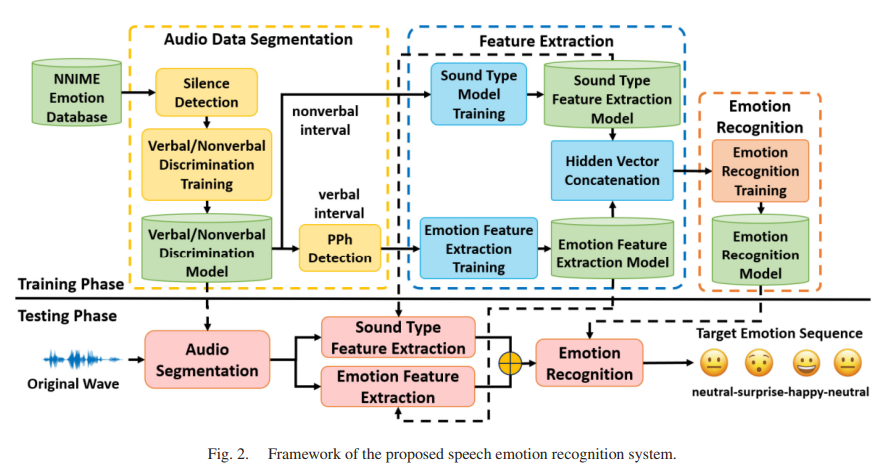 Audio Data Segmentation
Feature Extraction
NNIME
Emotion
Database
Silence
Detection
Verbal/Nonverbal
Discrimination
Training
Verbal/Nonverbal
Discrimination
Model
nonverbal
interval
verbal
interval
PPh
Detection
Sound Type
Model
Training
Sound Type
Feature Extraction
Model
Hidden Vector
Concatenation
Emotion Feature
Extraction
Training
Emotion Feature
Extraction Model
Emotion
Recognition
Emotion
Recognition
Training
Emotion
Recognition
Model
Training Phase
Testing Phase
Original Wave
Audio
Segmentation
Sound Type
Feature Extraction
Emotion Feature
Extraction
Emotion
Recognition
Target Emotion Sequence
neutral-surprise-happy-neutral
Fig. 2. Framework of the proposed speech emotion recognition system.